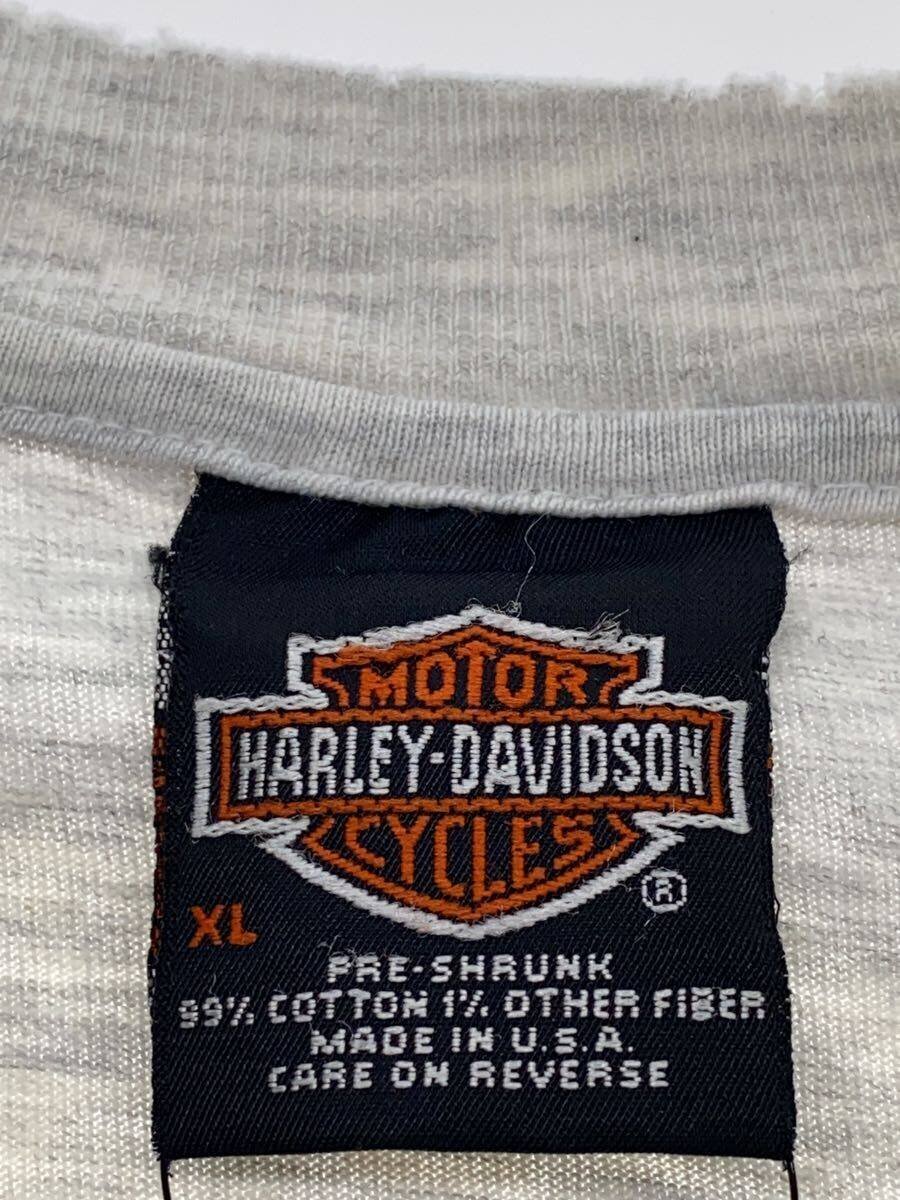 MOTOR
HARLEY-DAVIDSON
CYCLES
®
XL
PRE-SHRUNK
99% COTTON 1% OTHER FIBER
MADE IN U.S.A.
CARE ON REVERSE